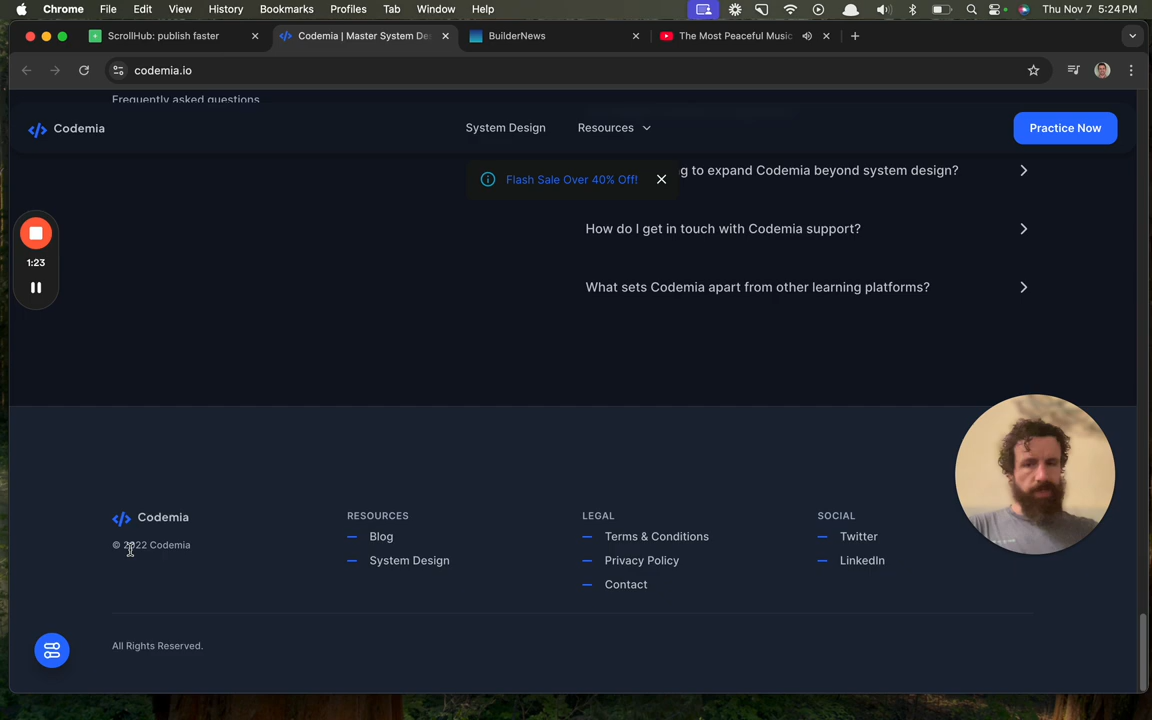 Chrome File Edit View History Bookmarks Profiles Tab Window Help Thu Nov 7 5:24 PM
ScrollHub: publish faster
Codemia | Master System De
BuilderNews
The Most Peaceful Music
codemia.io
Frequently asked questions
Codemia
System Design
Resources
Practice Now
g to expand Codemia beyond system design?
Flash Sale Over 40% Off!
How do I get in touch with Codemia support?
1:23
What sets Codemia apart from other learning platforms?
Codemia
© 2022 Codemia
RESOURCES
Blog
System Design
LEGAL
Terms & Conditions
Privacy Policy
Contact
SOCIAL
Twitter
LinkedIn
All Rights Reserved.